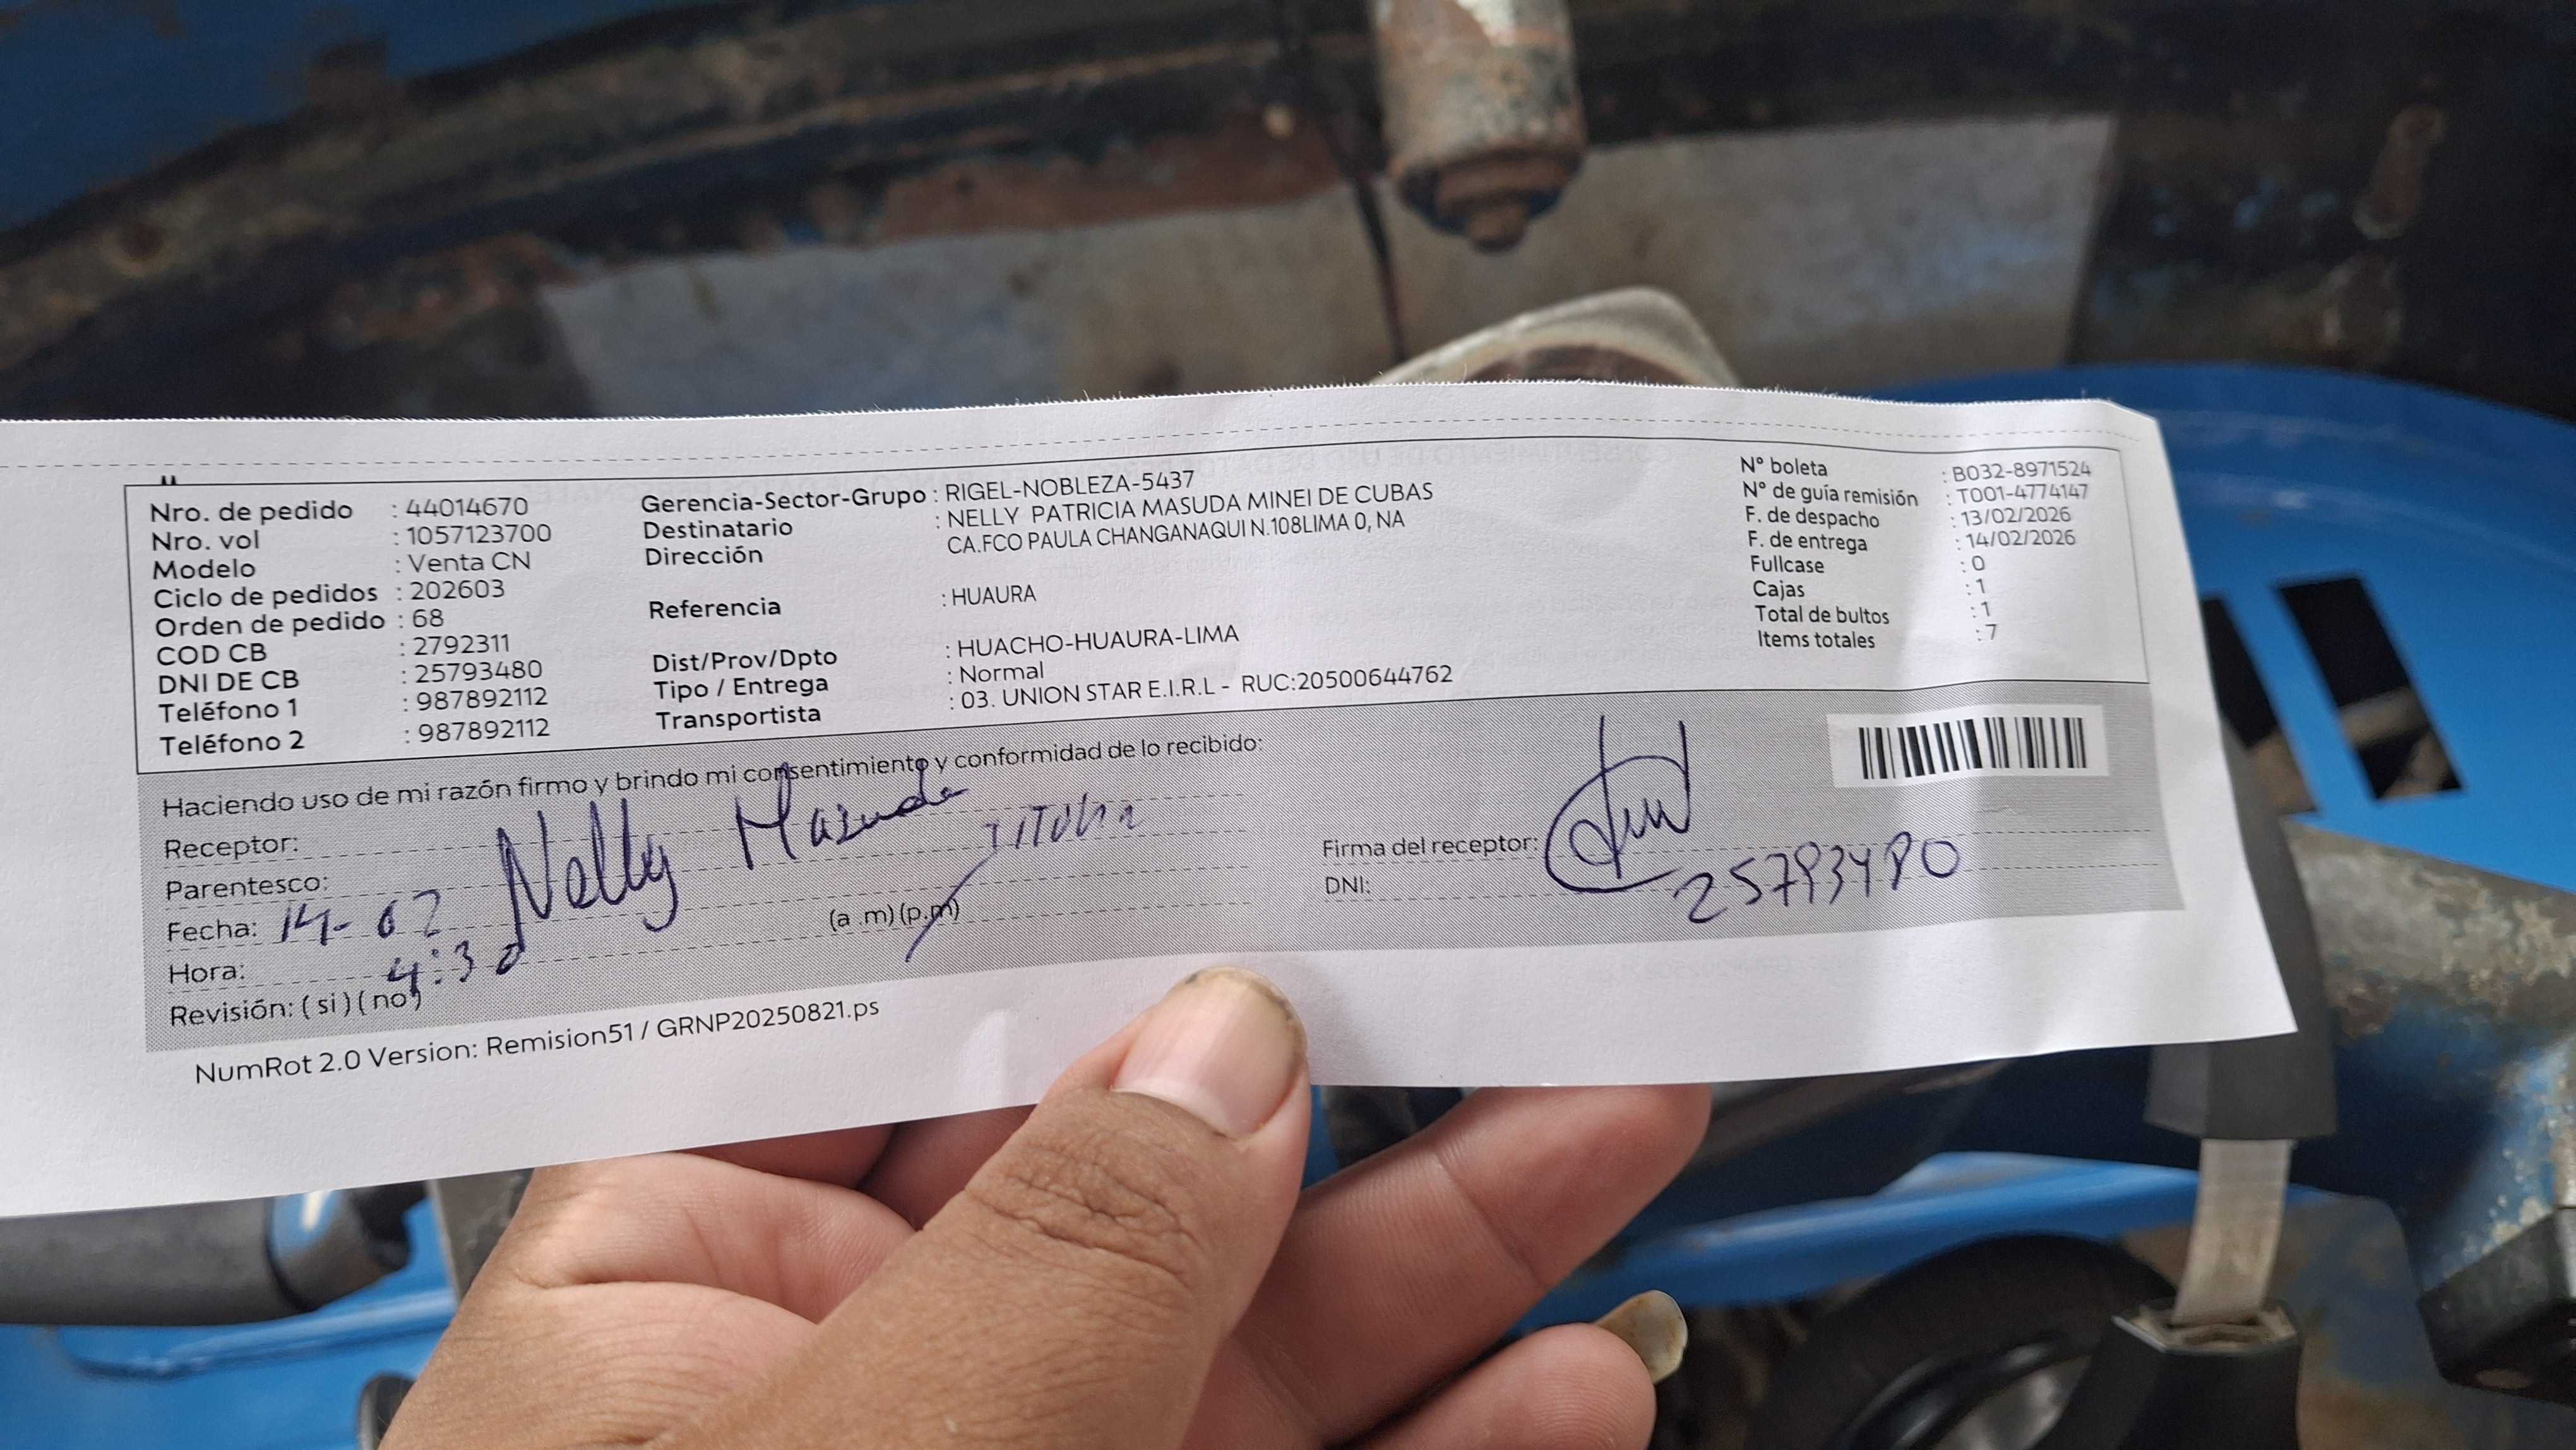 Nro. de pedido : 44014670
Nro. vol : 1057123700
Modelo : Venta CN
Ciclo de pedidos : 202603
Orden de pedido : 68
COD CB : 2792311
DNI DE CB : 25793480
Teléfono 1 : 987892112
Teléfono 2 : 987892112
Gerencia-Sector-Grupo : RIGEL-NOBLEZA-5437
Destinatario : NELLY PATRICIA MASUDA MINEI DE CUBAS
Dirección CA.FCO PAULA CHANGANAQUI N.108LIMA 0, NA
Referencia : HUAURA
Dist/Prov/Dpto : HUACHO-HUAURA-LIMA
Tipo / Entrega : Normal
Transportista : 03. UNION STAR E.I.R.L - RUC:20500644762
N° boleta : B032-8971524
N° de guía remisión : T001-4774147
F. de despacho : 13/02/2026
F. de entrega : 14/02/2026
Fullcase : 0
Cajas : 1
Total de bultos : 1
Items totales : 7
Haciendo uso de mi razón firmo y brindo mi consentimiento y conformidad de lo recibido:
Receptor: Nelly Masuda
Parentesco: TITULAR
Fecha: 14-02
Hora: 4:30 (a .m) (p.m)
Revisión: ( si ) ( no )
Firma del receptor:
DNI: 25793480
NumRot 2.0 Version: Remision51 / GRNP20250821.ps